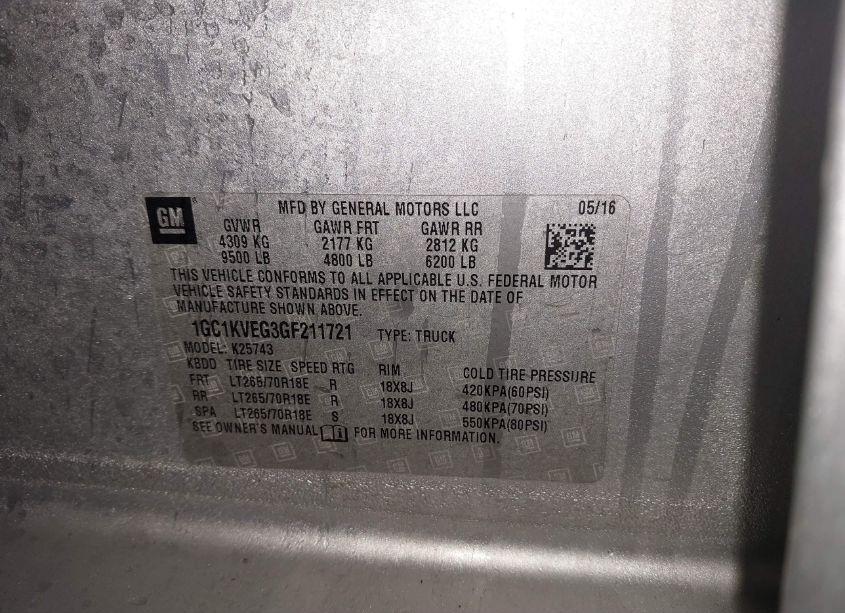 GM
MFD BY GENERAL MOTORS LLC 05/16
GVWR GAWR FRT GAWR RR
4309 KG 2177 KG 2812 KG
9500 LB 4800 LB 6200 LB
THIS VEHICLE CONFORMS TO ALL APPLICABLE U.S. FEDERAL MOTOR
VEHICLE SAFETY STANDARDS IN EFFECT ON THE DATE OF
MANUFACTURE SHOWN ABOVE.
1GC1KVEG3GF211721 TYPE: TRUCK
MODEL: K25743
KBDD TIRE SIZE SPEED RTG RIM COLD TIRE PRESSURE
FRT LT265/70R18E R 18X8J 420KPA(60PSI)
RR LT265/70R18E R 18X8J 480KPA(70PSI)
SPA LT265/70R18E S 18X8J 550KPA(80PSI)
SEE OWNER'S MANUAL FOR MORE INFORMATION.